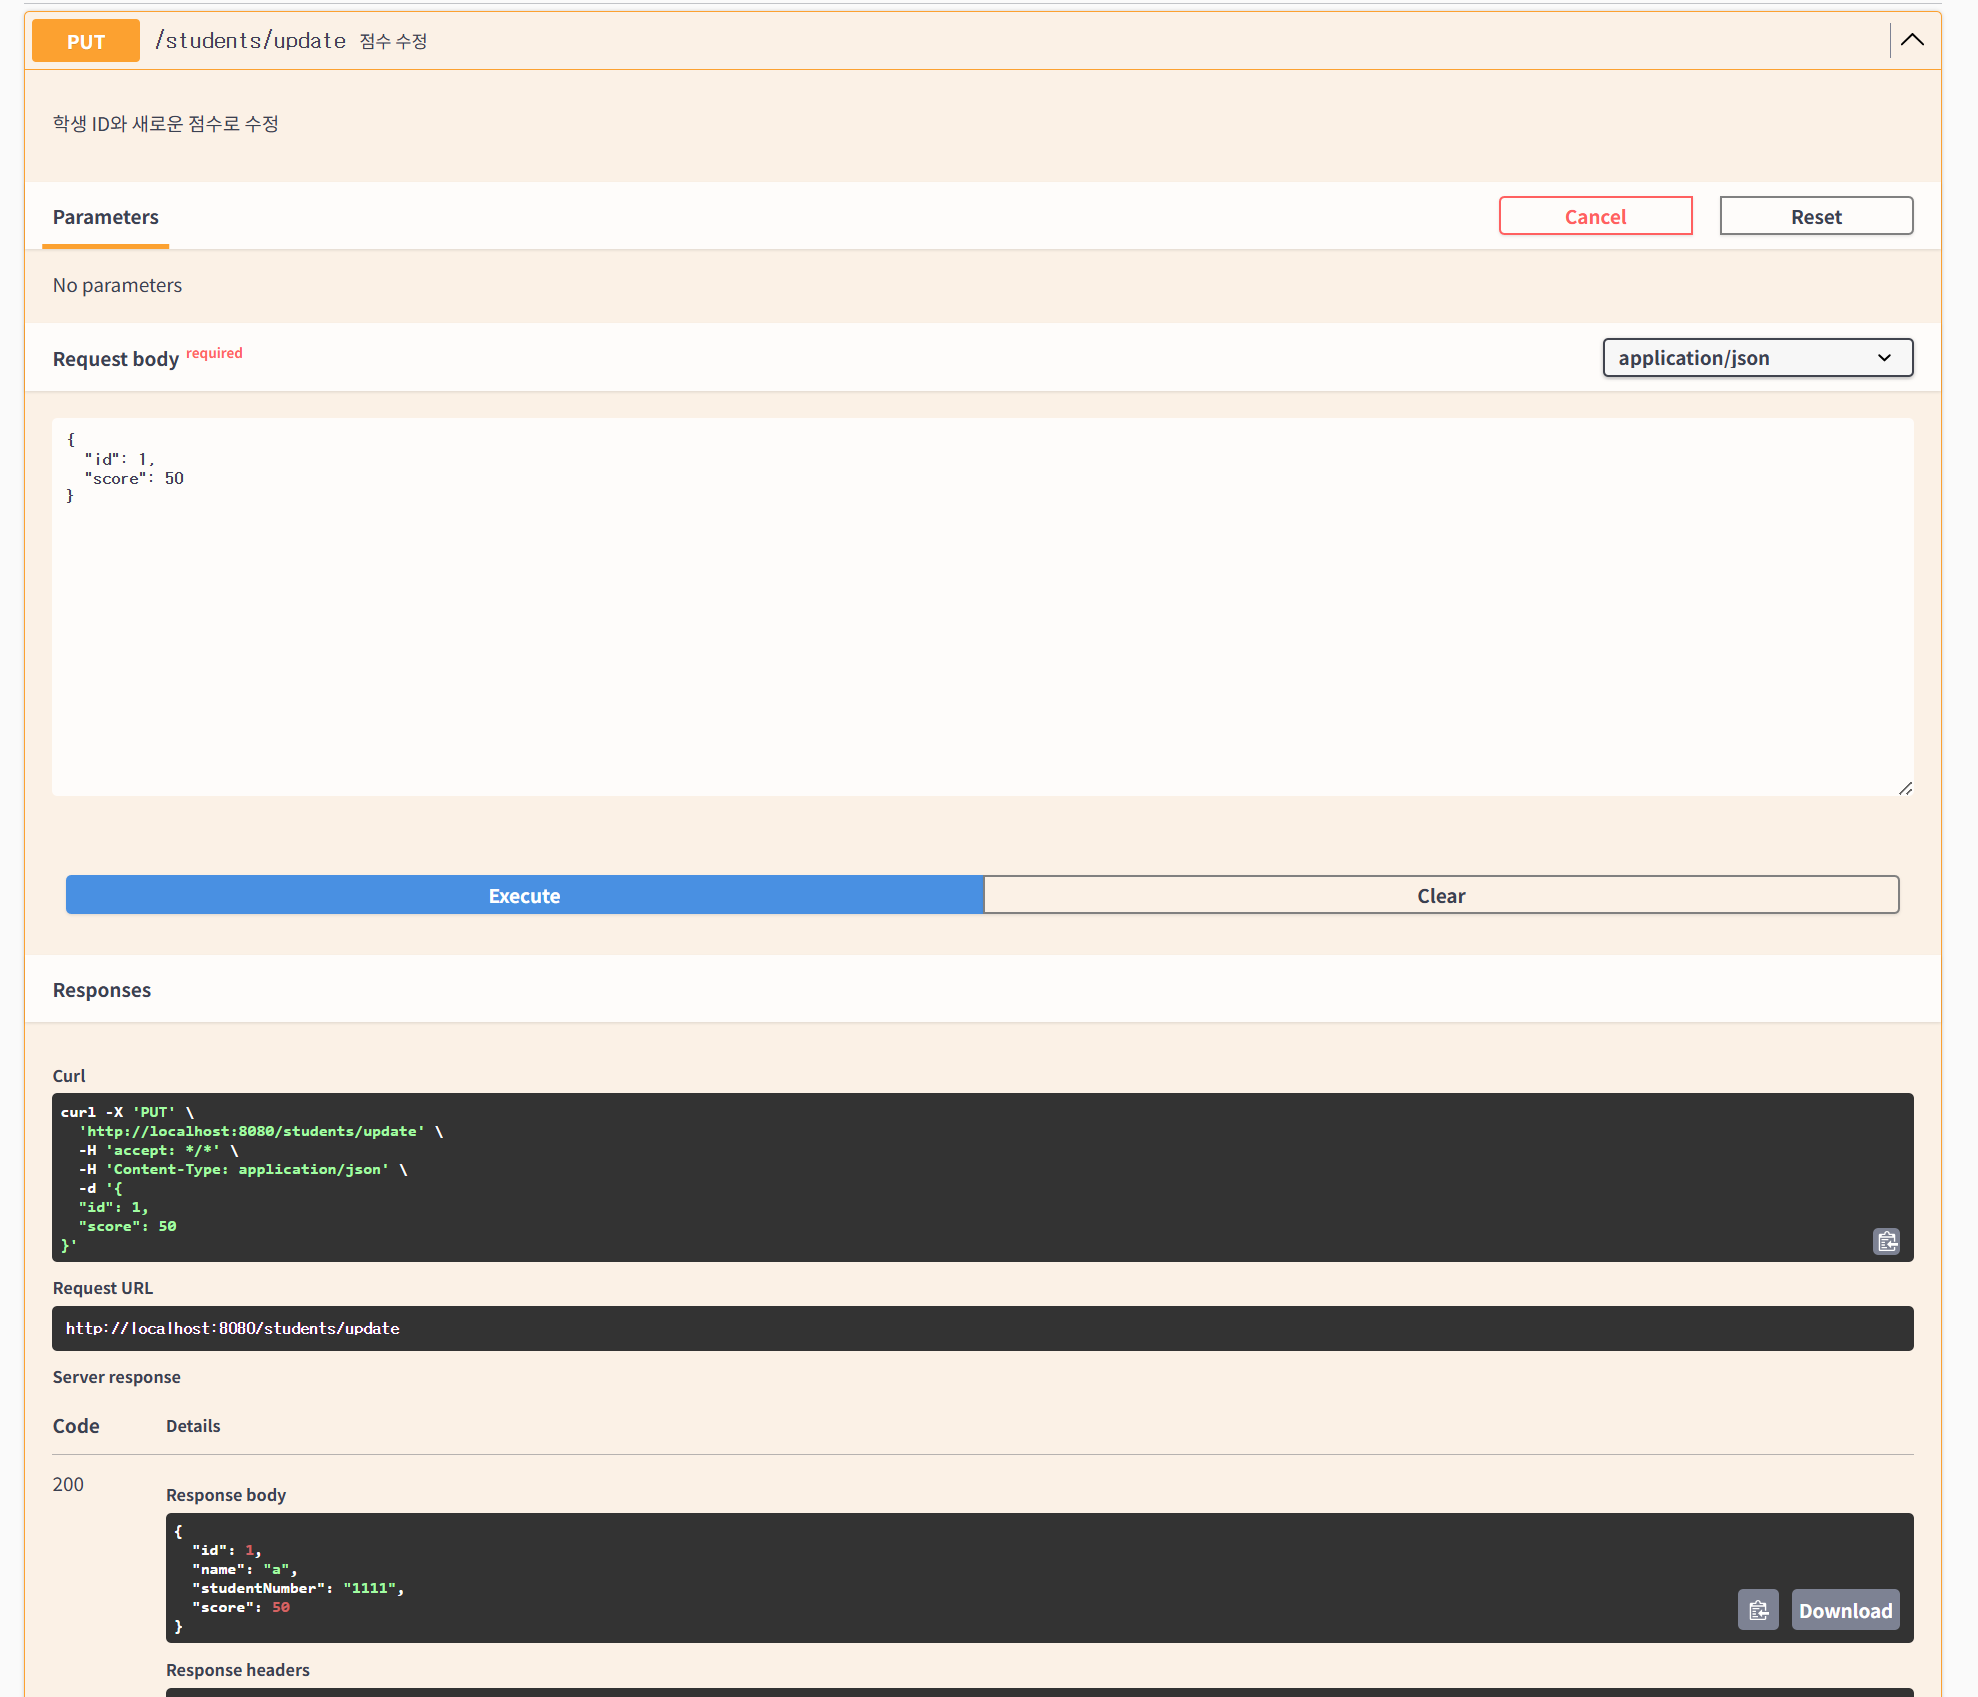 PUT /students/update 점수 수정
학생 ID와 새로운 점수로 수정
Parameters Cancel Reset
No parameters
Request body required application/json
{
  "id": 1,
  "score": 50
}
Execute Clear
Responses
Curl
curl -X 'PUT' \
  'http://localhost:8080/students/update' \
  -H 'accept: */*' \
  -H 'Content-Type: application/json' \
  -d '{
  "id": 1,
  "score": 50
}'
Request URL
http://localhost:8080/students/update
Server response
Code Details
200
Response body
{
  "id": 1,
  "name": "a",
  "studentNumber": "1111",
  "score": 50
}
Download
Response headers